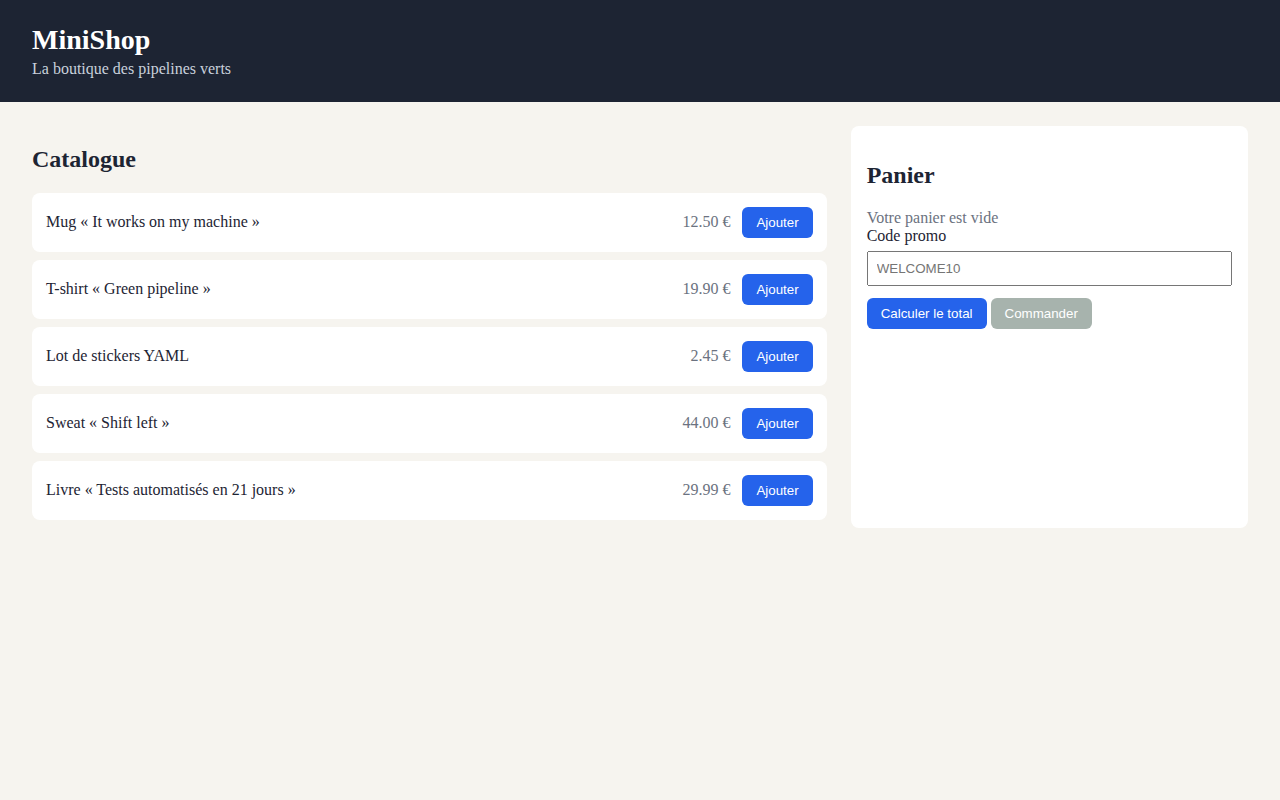 MiniShop
La boutique des pipelines verts
Catalogue
Mug « It works on my machine » 12.50 € Ajouter
T-shirt « Green pipeline » 19.90 € Ajouter
Lot de stickers YAML 2.45 € Ajouter
Sweat « Shift left » 44.00 € Ajouter
Livre « Tests automatisés en 21 jours » 29.99 € Ajouter
Panier
Votre panier est vide
Code promo
WELCOME10
Calculer le total Commander